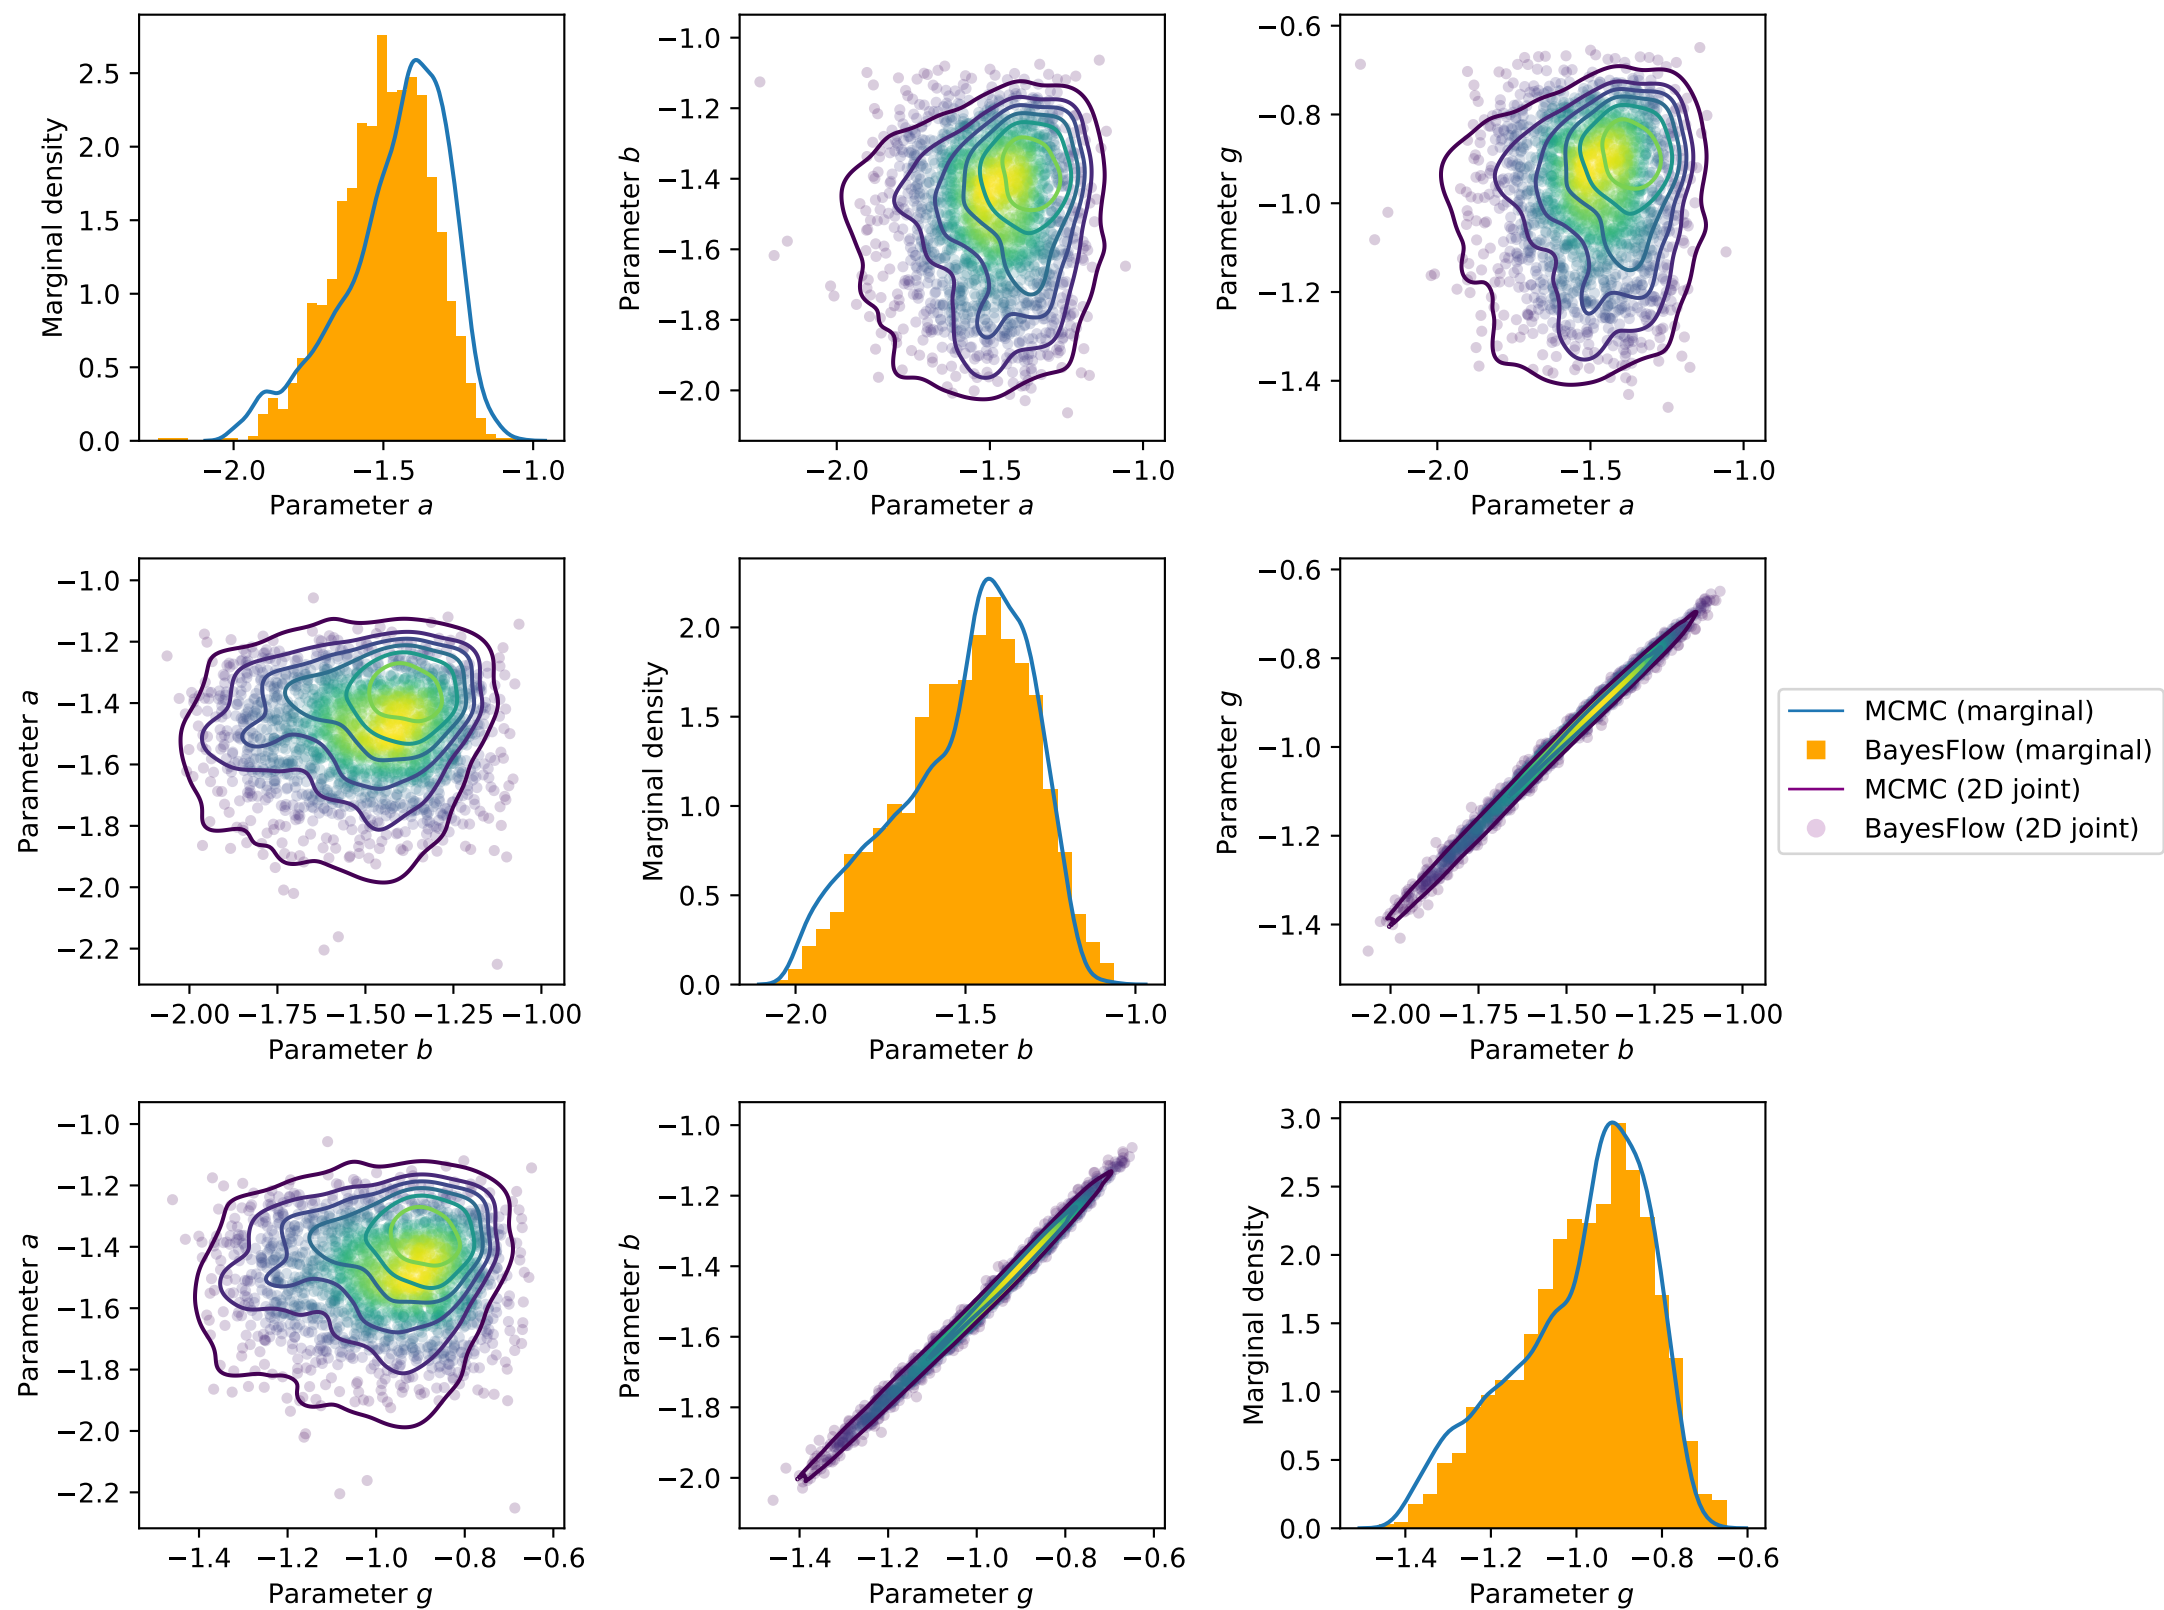 2.5
2.0
1.5
1.0
0.5
0.0
Marginal density
−2.0 −1.5 −1.0
Parameter a
−1.0
−1.2
−1.4
−1.6
−1.8
−2.0
Parameter b
−2.0 −1.5 −1.0
Parameter a
−0.6
−0.8
−1.0
−1.2
−1.4
Parameter g
−2.0 −1.5 −1.0
Parameter a
−1.0
−1.2
−1.4
−1.6
−1.8
−2.0
−2.2
Parameter a
−2.00 −1.75 −1.50 −1.25 −1.00
Parameter b
2.0
1.5
1.0
0.5
0.0
Marginal density
−2.0 −1.5 −1.0
Parameter b
−0.6
−0.8
−1.0
−1.2
−1.4
Parameter g
−2.00 −1.75 −1.50 −1.25 −1.00
Parameter b
MCMC (marginal)
BayesFlow (marginal)
MCMC (2D joint)
BayesFlow (2D joint)
−1.0
−1.2
−1.4
−1.6
−1.8
−2.0
−2.2
Parameter a
−1.4 −1.2 −1.0 −0.8 −0.6
Parameter g
−1.0
−1.2
−1.4
−1.6
−1.8
−2.0
Parameter b
−1.4 −1.2 −1.0 −0.8 −0.6
Parameter g
3.0
2.5
2.0
1.5
1.0
0.5
0.0
Marginal density
−1.4 −1.2 −1.0 −0.8 −0.6
Parameter g